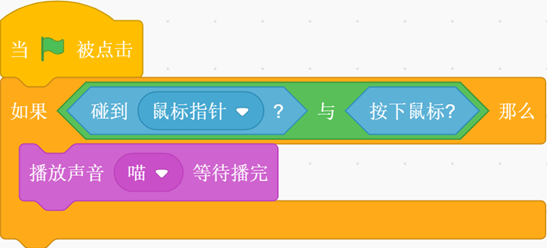 当 被点击
如果 碰到 鼠标指针 ? 与 按下鼠标? 那么
播放声音 喵 等待播完